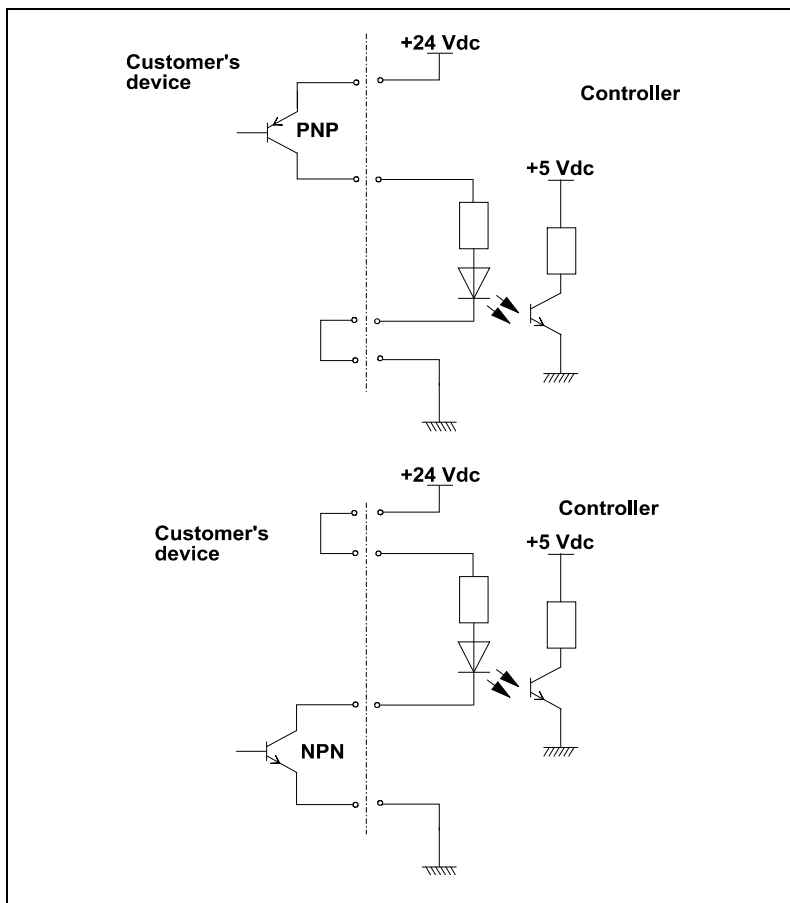 +24 Vdc
Customer's
device
Controller
PNP
+5 Vdc
+24 Vdc
Controller
Customer's
device
+5 Vdc
NPN